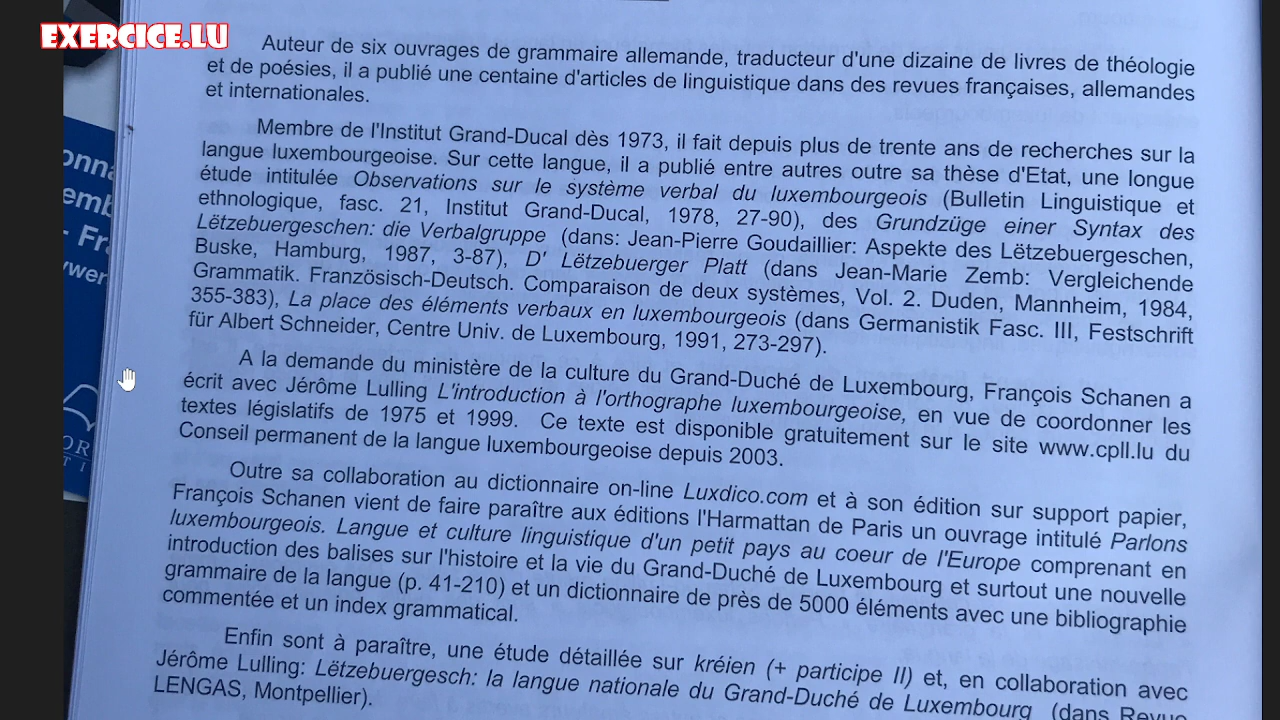 EXERCICE.LU
Auteur de six ouvrages de grammaire allemande, traducteur d'une dizaine de livres de théologie
et de poésies, il a publié une centaine d'articles de linguistique dans des revues françaises, allemandes
et internationales.
Membre de l'Institut Grand-Ducal dès 1973, il fait depuis plus de trente ans de recherches sur la
langue luxembourgeoise. Sur cette langue, il a publié entre autres outre sa thèse d'Etat, une longue
étude intitulée Observations sur le système verbal du luxembourgeois (Bulletin Linguistique et
ethnologique, fasc. 21, Institut Grand-Ducal, 1978, 27-90), des Grundzüge einer Syntax des
Lëtzebuergeschen: die Verbalgruppe (dans: Jean-Pierre Goudaillier: Aspekte des Lëtzebuergeschen,
Buske, Hamburg, 1987, 3-87), D' Lëtzebuerger Platt (dans Jean-Marie Zemb: Vergleichende
Grammatik. Französisch-Deutsch. Comparaison de deux systèmes, Vol. 2. Duden, Mannheim, 1984,
355-383), La place des éléments verbaux en luxembourgeois (dans Germanistik Fasc. III, Festschrift
für Albert Schneider, Centre Univ. de Luxembourg, 1991, 273-297).
A la demande du ministère de la culture du Grand-Duché de Luxembourg, François Schanen a
écrit avec Jérôme Lulling L'introduction à l'orthographe luxembourgeoise, en vue de coordonner les
textes législatifs de 1975 et 1999. Ce texte est disponible gratuitement sur le site www.cpll.lu du
Conseil permanent de la langue luxembourgeoise depuis 2003.
Outre sa collaboration au dictionnaire on-line Luxdico.com et à son édition sur support papier,
François Schanen vient de faire paraître aux éditions l'Harmattan de Paris un ouvrage intitulé Parlons
luxembourgeois. Langue et culture linguistique d'un petit pays au coeur de l'Europe comprenant en
introduction des balises sur l'histoire et la vie du Grand-Duché de Luxembourg et surtout une nouvelle
grammaire de la langue (p. 41-210) et un dictionnaire de près de 5000 éléments avec une bibliographie
commentée et un index grammatical.
Enfin sont à paraître, une étude détaillée sur kréien (+ participe II) et, en collaboration avec
Jérôme Lulling: Lëtzebuergesch: la langue nationale du Grand-Duché de Luxembourg (dans Revue
LENGAS, Montpellier).